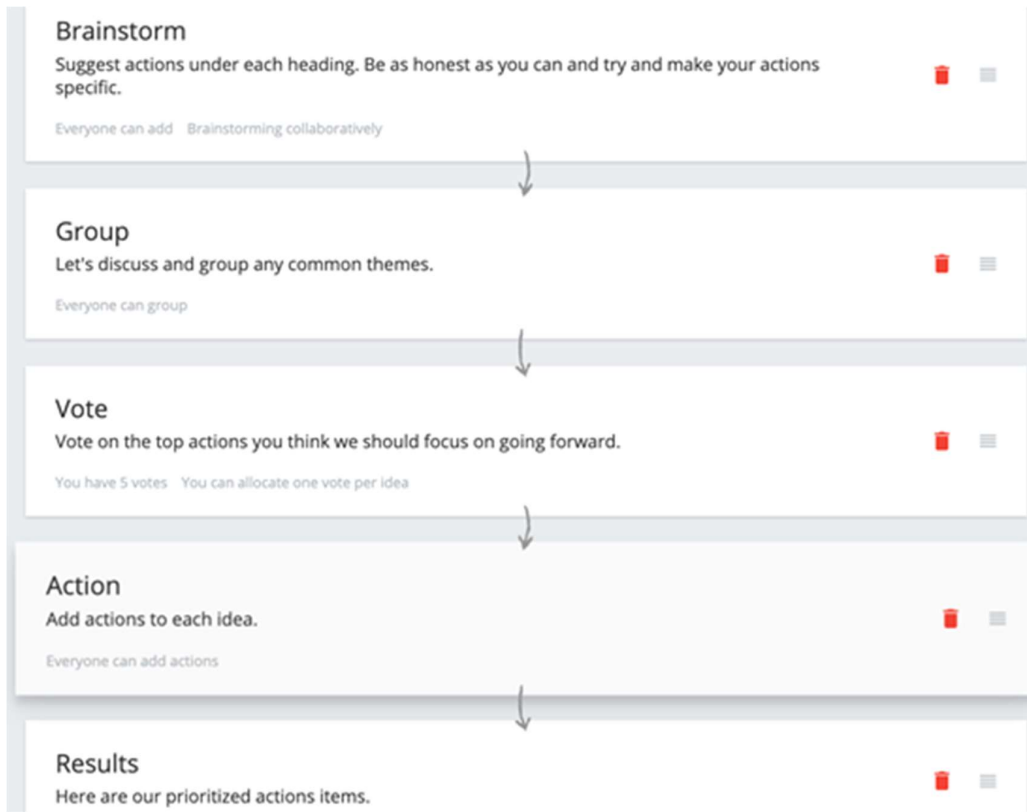 Brainstorm
Suggest actions under each heading. Be as honest as you can and try and make your actions
specific.
Everyone can add Brainstorming collaboratively
Group
Let's discuss and group any common themes.
Everyone can group
Vote
Vote on the top actions you think we should focus on going forward.
You have 5 votes You can allocate one vote per idea
Action
Add actions to each idea.
Everyone can add actions
Results
Here are our prioritized actions items.